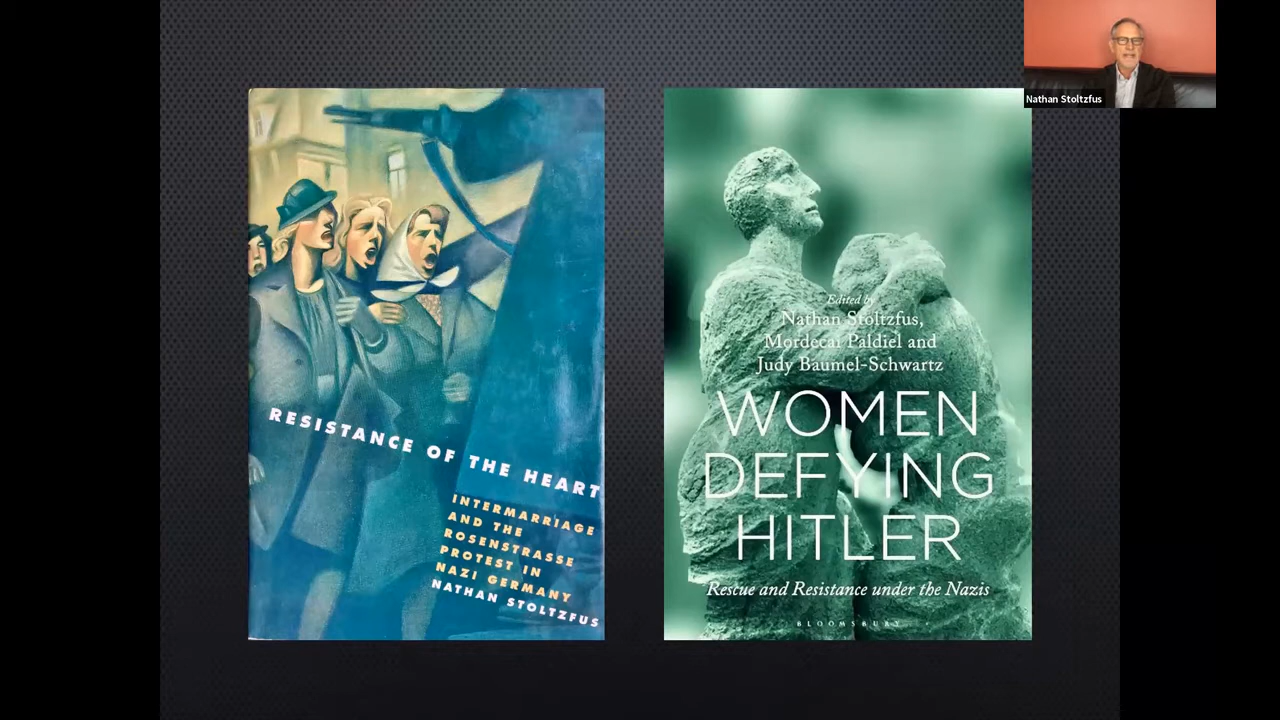 RESISTANCE OF THE HEART
INTERMARRIAGE
AND THE
ROSENSTRASSE
PROTEST IN
NAZI GERMANY
NATHAN STOLTZFUS
Edited by
Nathan Stoltzfus,
Mordecai Paldiel and
Judy Baumel-Schwartz
WOMEN
DEFYING
HITLER
Rescue and Resistance under the Nazis
BLOOMSBURY
Nathan Stoltzfus